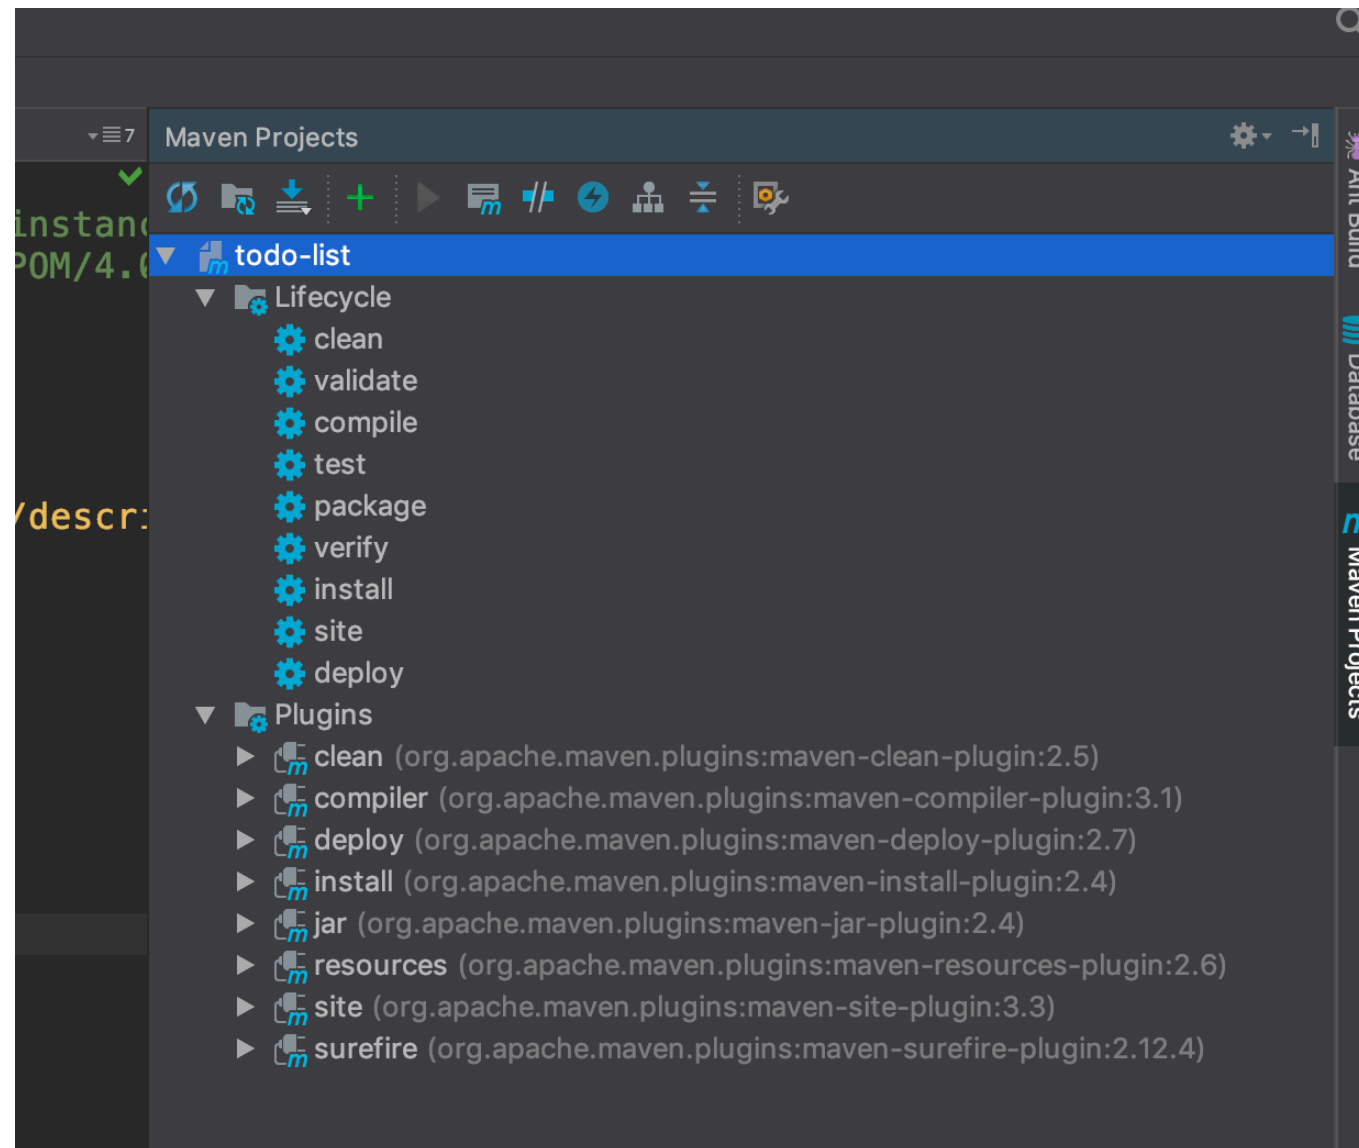 7
Maven Projects
instanc
POM/4.0
/descri
todo-list
Lifecycle
clean
validate
compile
test
package
verify
install
site
deploy
Plugins
clean (org.apache.maven.plugins:maven-clean-plugin:2.5)
compiler (org.apache.maven.plugins:maven-compiler-plugin:3.1)
deploy (org.apache.maven.plugins:maven-deploy-plugin:2.7)
install (org.apache.maven.plugins:maven-install-plugin:2.4)
jar (org.apache.maven.plugins:maven-jar-plugin:2.4)
resources (org.apache.maven.plugins:maven-resources-plugin:2.6)
site (org.apache.maven.plugins:maven-site-plugin:3.3)
surefire (org.apache.maven.plugins:maven-surefire-plugin:2.12.4)
Ant Build
Database
Maven Projects